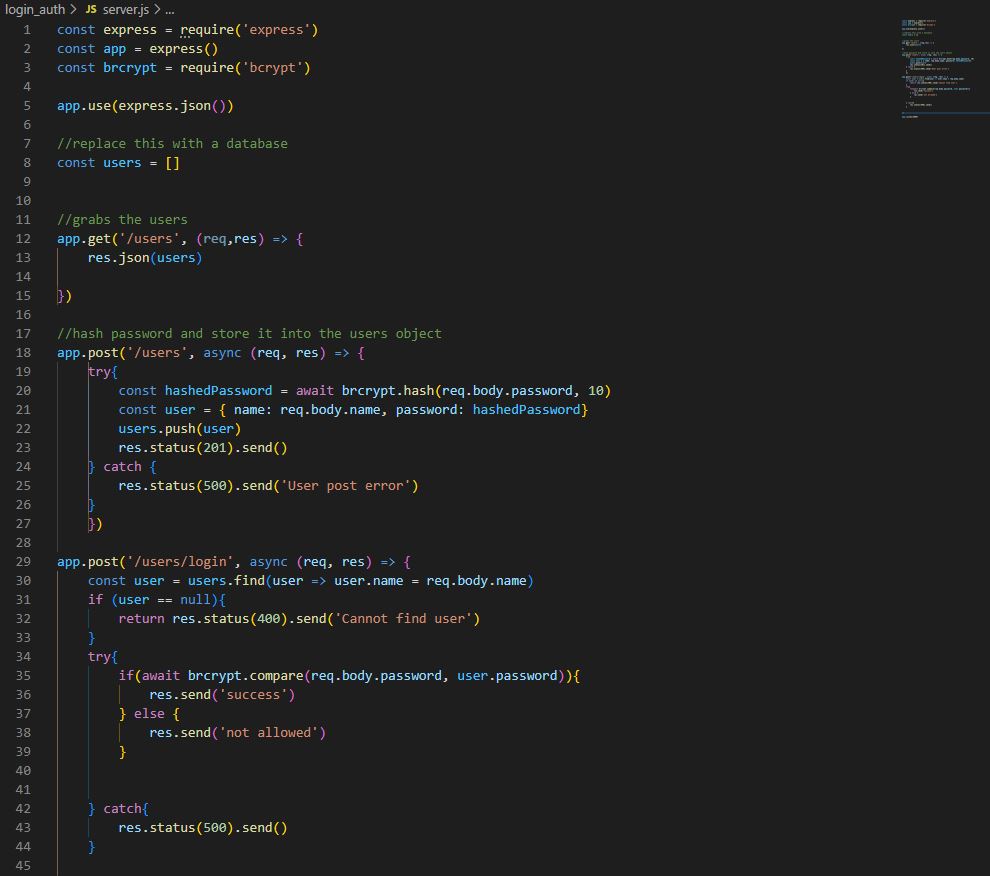 login_auth > JS server.js > ...
1 const express = require('express')
2 const app = express()
3 const brcrypt = require('bcrypt')
4
5 app.use(express.json())
6
7 //replace this with a database
8 const users = []
9
10
11 //grabs the users
12 app.get('/users', (req,res) => {
13     res.json(users)
14
15 })
16
17 //hash password and store it into the users object
18 app.post('/users', async (req, res) => {
19     try{
20         const hashedPassword = await brcrypt.hash(req.body.password, 10)
21         const user = { name: req.body.name, password: hashedPassword}
22         users.push(user)
23         res.status(201).send()
24     } catch {
25         res.status(500).send('User post error')
26     }
27     })
28
29 app.post('/users/login', async (req, res) => {
30     const user = users.find(user => user.name = req.body.name)
31     if (user == null){
32         return res.status(400).send('Cannot find user')
33     }
34     try{
35         if(await brcrypt.compare(req.body.password, user.password)){
36             res.send('success')
37         } else {
38             res.send('not allowed')
39         }
40
41
42     } catch{
43         res.status(500).send()
44     }
45